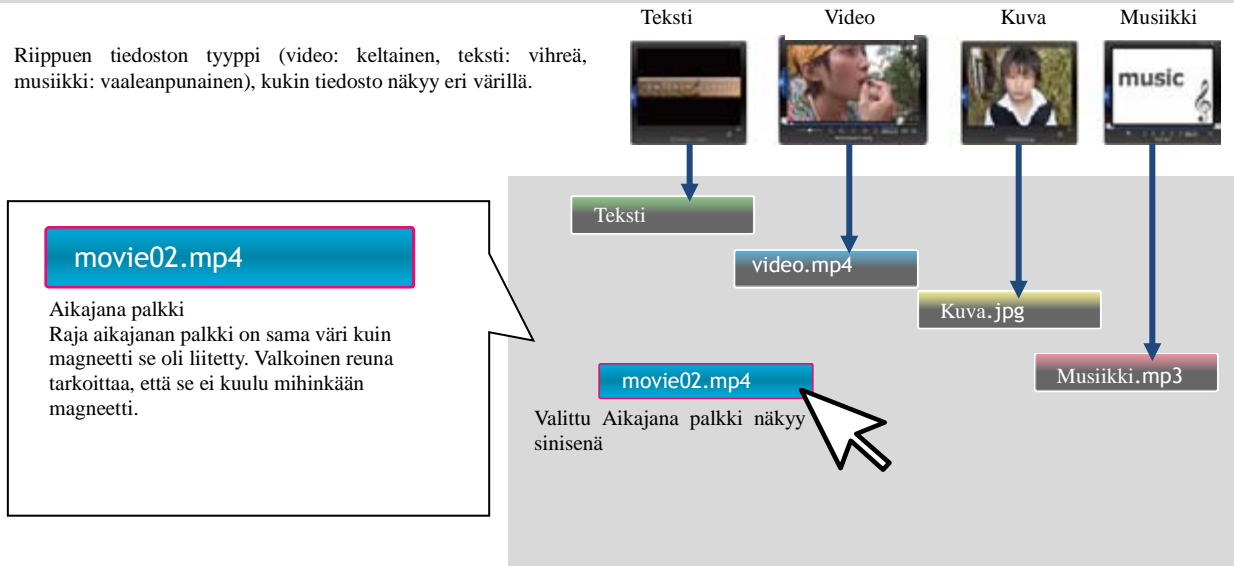 Teksti Video Kuva Musiikki
Riippuen tiedoston tyyppi (video: keltainen, teksti: vihreä,
musiikki: vaaleanpunainen), kukin tiedosto näkyy eri värillä.
music
Teksti
video.mp4
Kuva.jpg
Musiikki.mp3
movie02.mp4
Aikajana palkki
Raja aikajanan palkki on sama väri kuin
magneetti se oli liitetty. Valkoinen reuna
tarkoittaa, että se ei kuulu mihinkään
magneetti.
movie02.mp4
Valittu Aikajana palkki näkyy
sinisenä